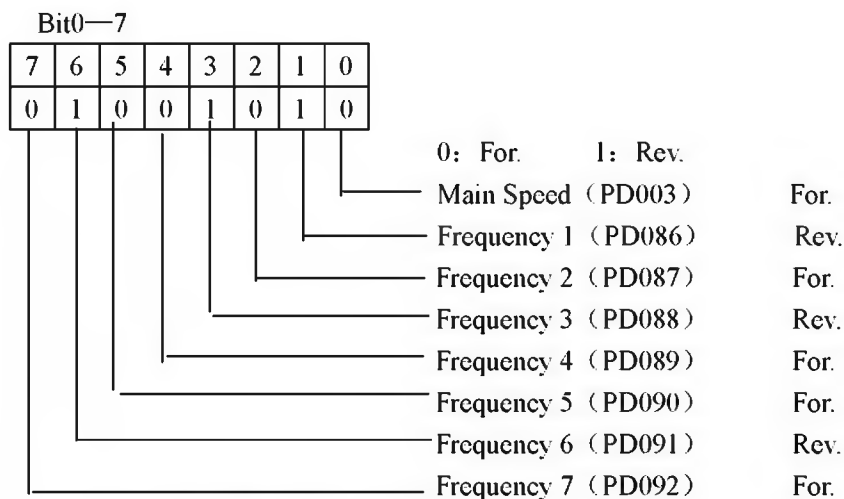 Bit0—7
7 6 5 4 3 2 1 0
0 1 0 0 1 0 1 0
0：For. 1：Rev.
Main Speed（PD003） For.
Frequency 1（PD086） Rev.
Frequency 2（PD087） For.
Frequency 3（PD088） Rev.
Frequency 4（PD089） For.
Frequency 5（PD090） For.
Frequency 6（PD091） Rev.
Frequency 7（PD092） For.